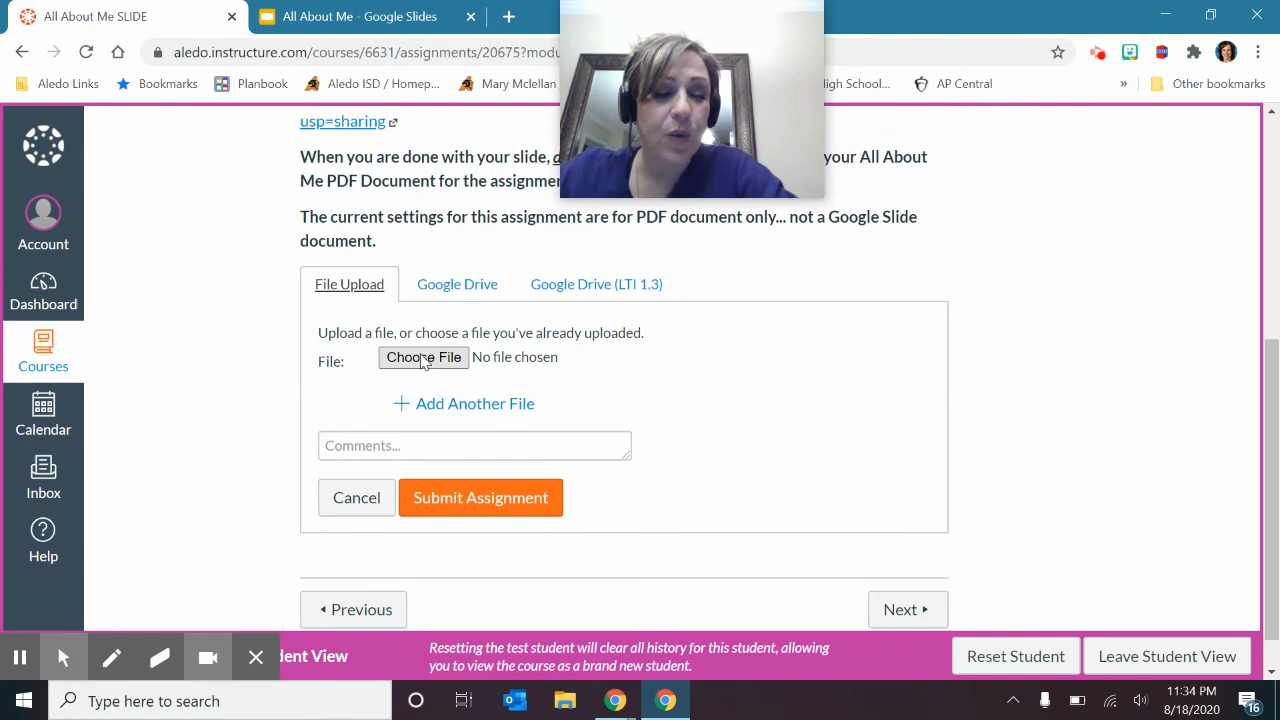 All About Me SLIDE
All About Me - Google Slides
aledo.instructure.com/courses/6631/assignments/20675?modu
Aledo Links
Bookmarks
Planbook
Aledo ISD / Homep...
Mary Mclellan
igh School...
AP Central
»
Other bookmarks
usp=sharing
When you are done with your slide, your All About
Me PDF Document for the assignme
The current settings for this assignment are for PDF document only... not a Google Slide
document.
Account
Dashboard
Courses
Calendar
Inbox
Help
File Upload
Google Drive
Google Drive (LTI 1.3)
Upload a file, or choose a file you've already uploaded.
File:
Choose File
No file chosen
+ Add Another File
Comments...
Cancel
Submit Assignment
Previous
Next
dent View
Resetting the test student will clear all history for this student, allowing
you to view the course as a brand new student.
Reset Student
Leave Student View
Type here to search
11:34 PM
8/18/2020
16